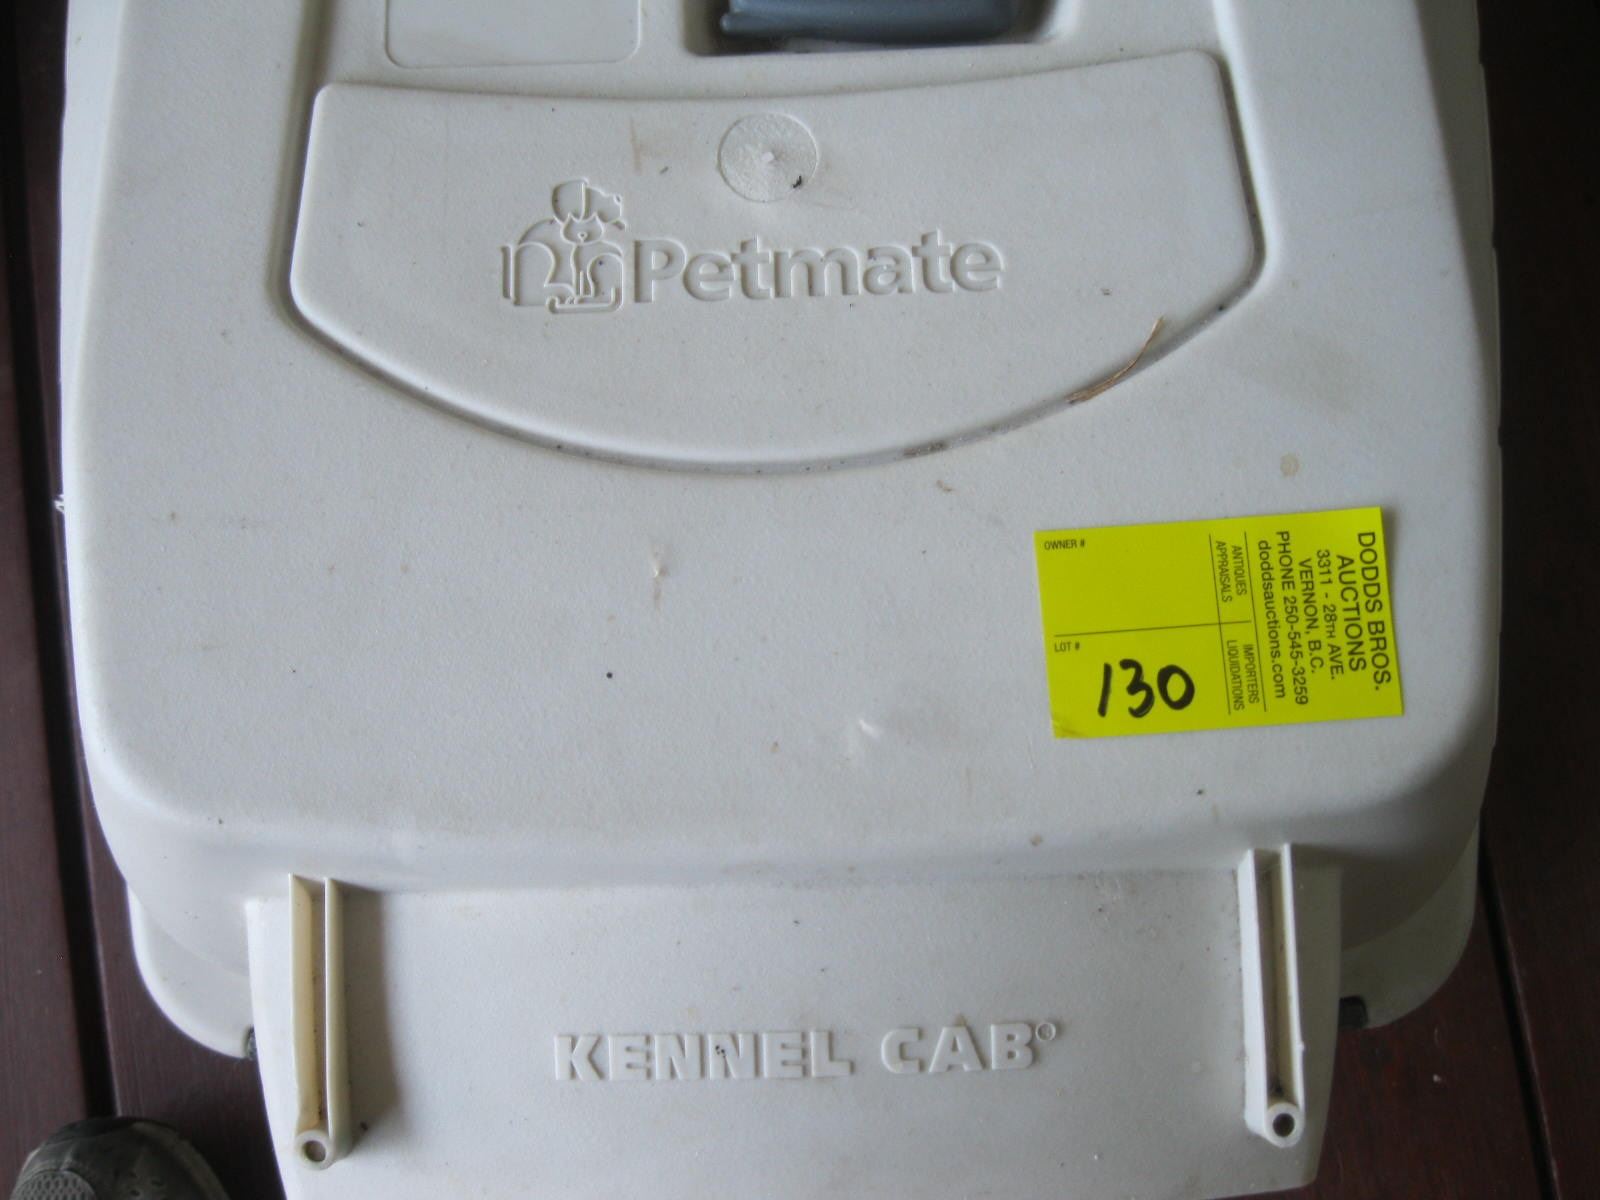 Petmate
DODDS BROS.
AUCTIONS
3311 - 28TH AVE.
VERNON, B.C.
PHONE 250-545-3259
doddsauctions.com
ANTIQUES
APPRAISALS
IMPORTERS
LIQUIDATIONS
OWNER #
LOT #
130
KENNEL CAB®